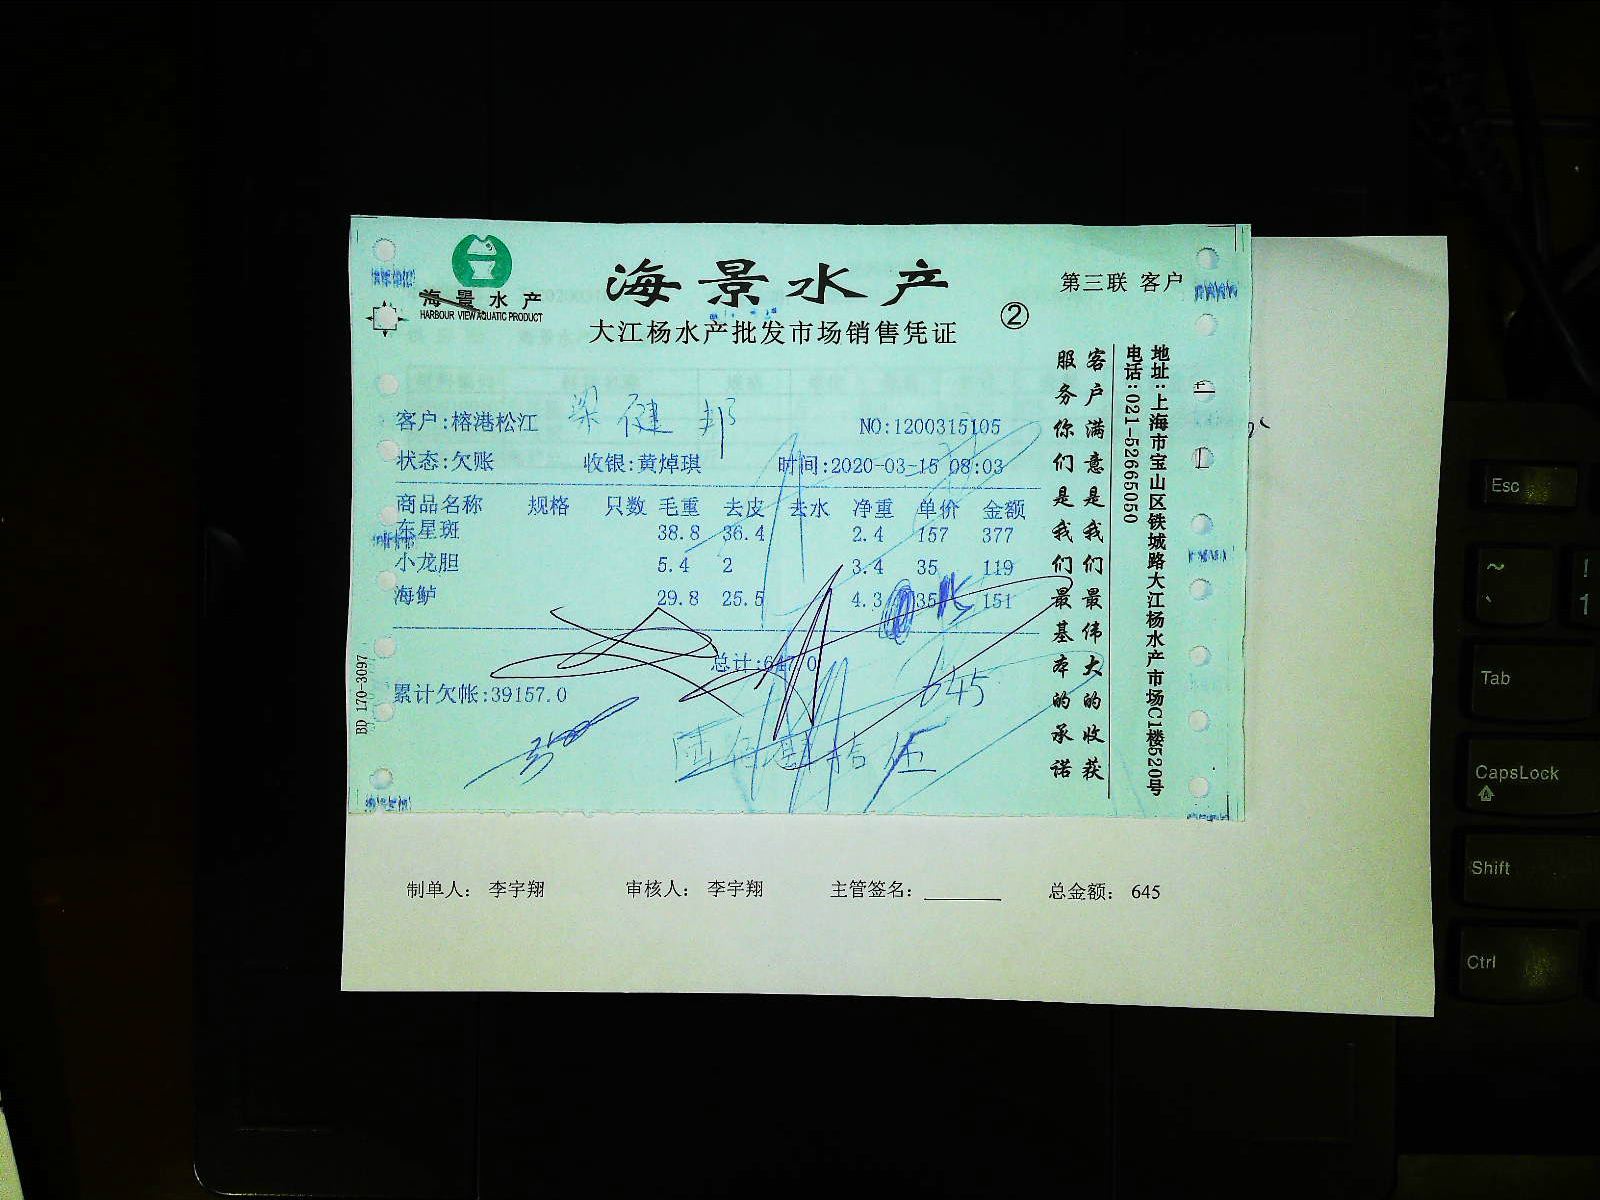 海景水产
HARBOUR VIEW AQUATIC PRODUCT
海景水产
第三联 客户
大江杨水产批发市场销售凭证
②
客户:榕港松江 梁健邦
NO:1200315105
状态:欠账 收银:黄焯琪 时间:2020-03-15 08:03
商品名称 规格 只数 毛重 去皮 去水 净重 单价 金额
东星斑 38.8 36.4 2.4 157 377
小龙胆 5.4 2 3.4 35 119
海鲈 29.8 25.5 4.3 35 151
总计:647.0
645
累计欠帐:39157.0
陆佰肆拾伍
客户满意是我们最伟大的收获
服务你们是我们最基本的承诺
地址:上海市宝山区铁城路大江杨水产市场C1楼520号
电话:021-52665050
BD 170-3097
制单人: 李宇翔 审核人: 李宇翔 主管签名: 总金额: 645
Esc
~
`
!
1
Tab
CapsLock
Shift
Ctrl